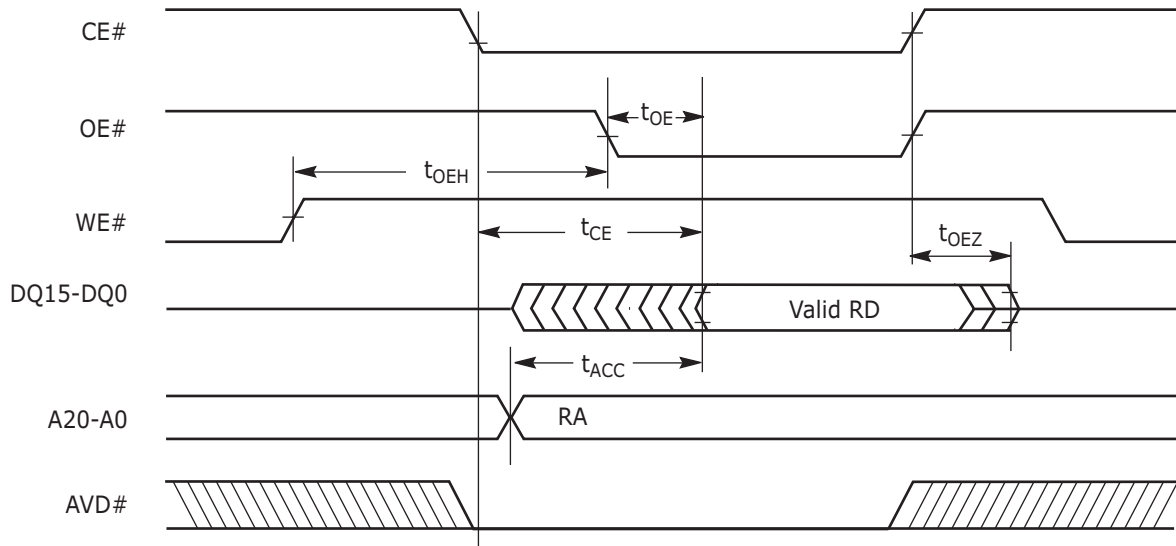 CE#
OE#
tOE
tOEH
WE#
tCE
tOEZ
DQ15-DQ0
Valid RD
tACC
A20-A0
RA
AVD#